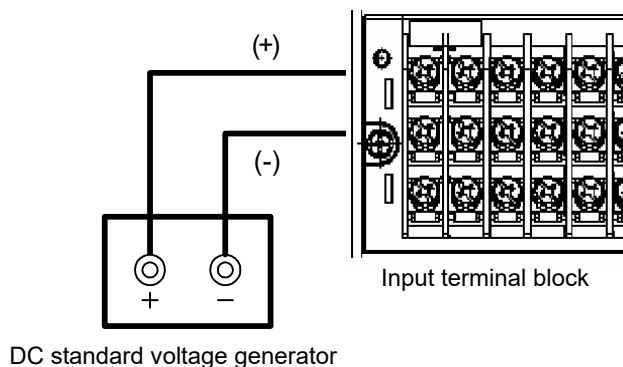 (+)
(-)
+ −
Input terminal block
DC standard voltage generator